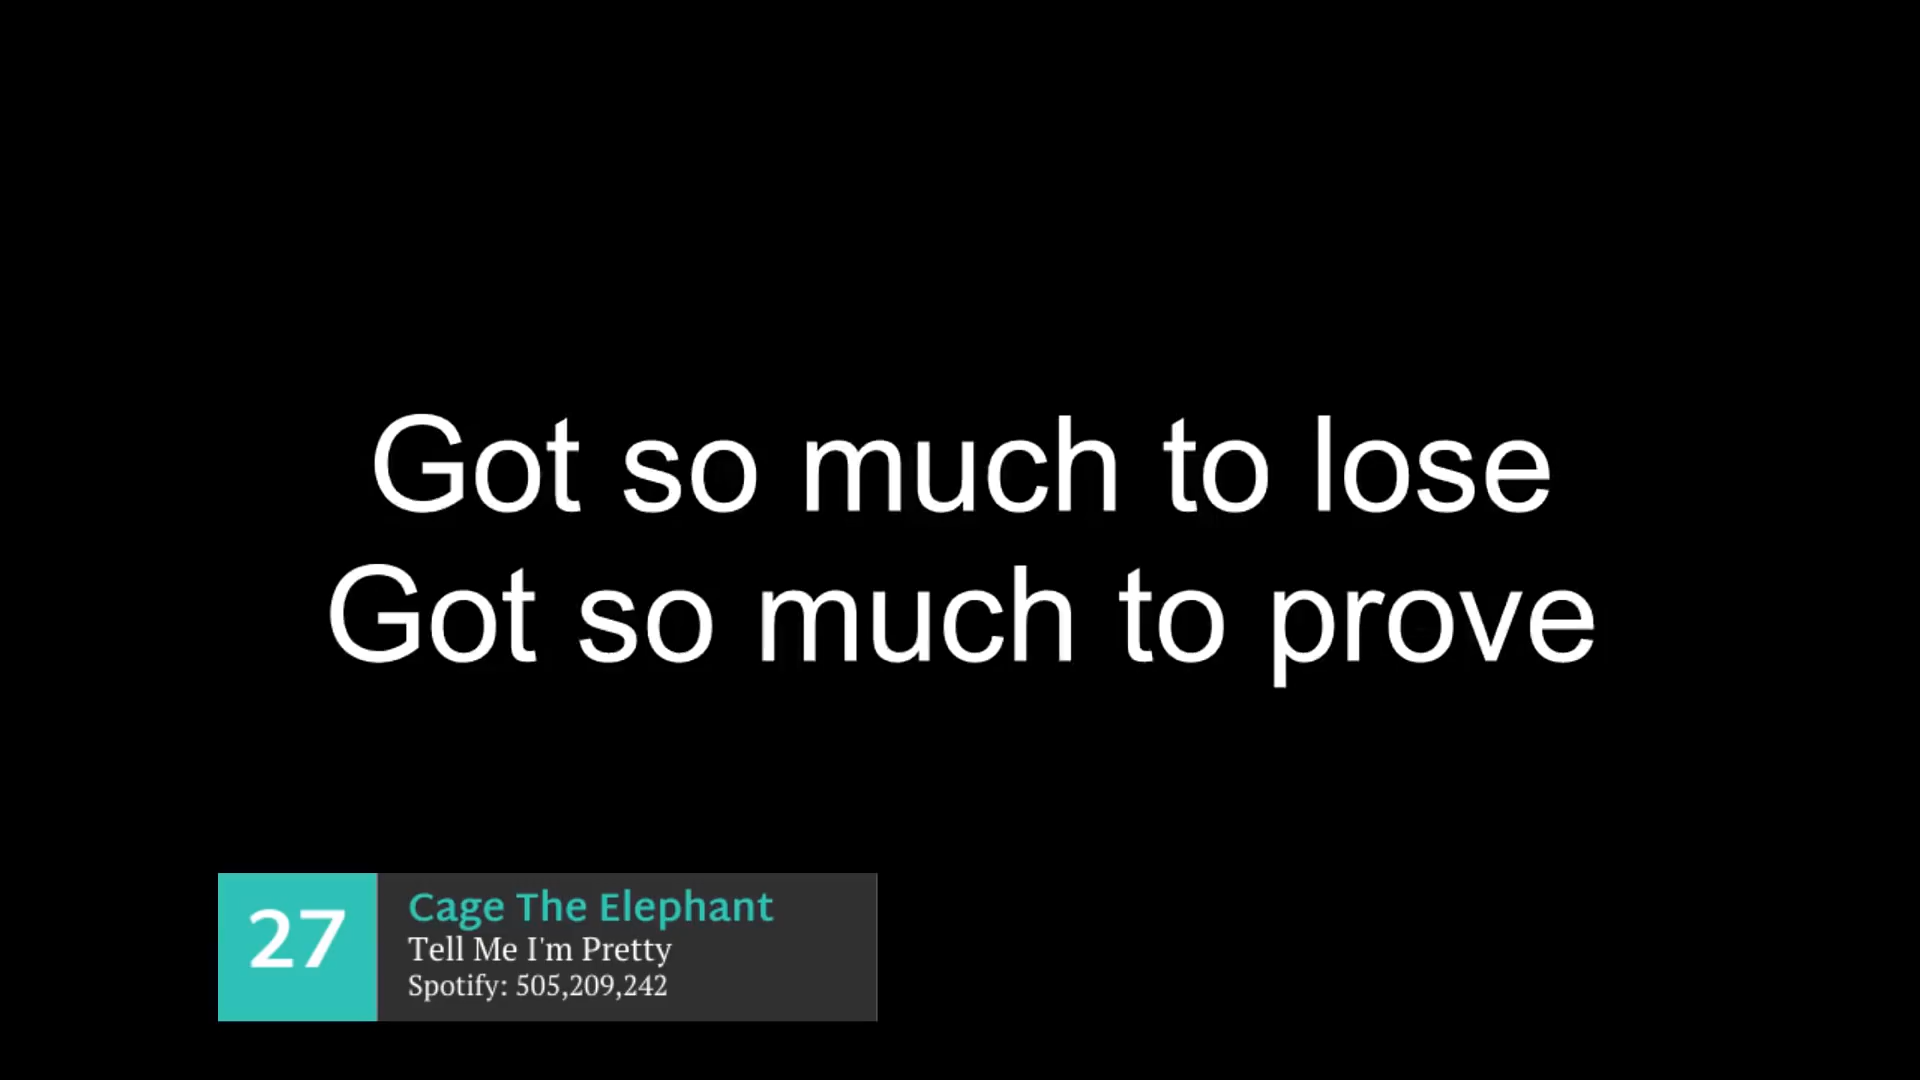 Got so much to lose
Got so much to prove
27
Cage The Elephant
Tell Me I'm Pretty
Spotify: 505,209,242